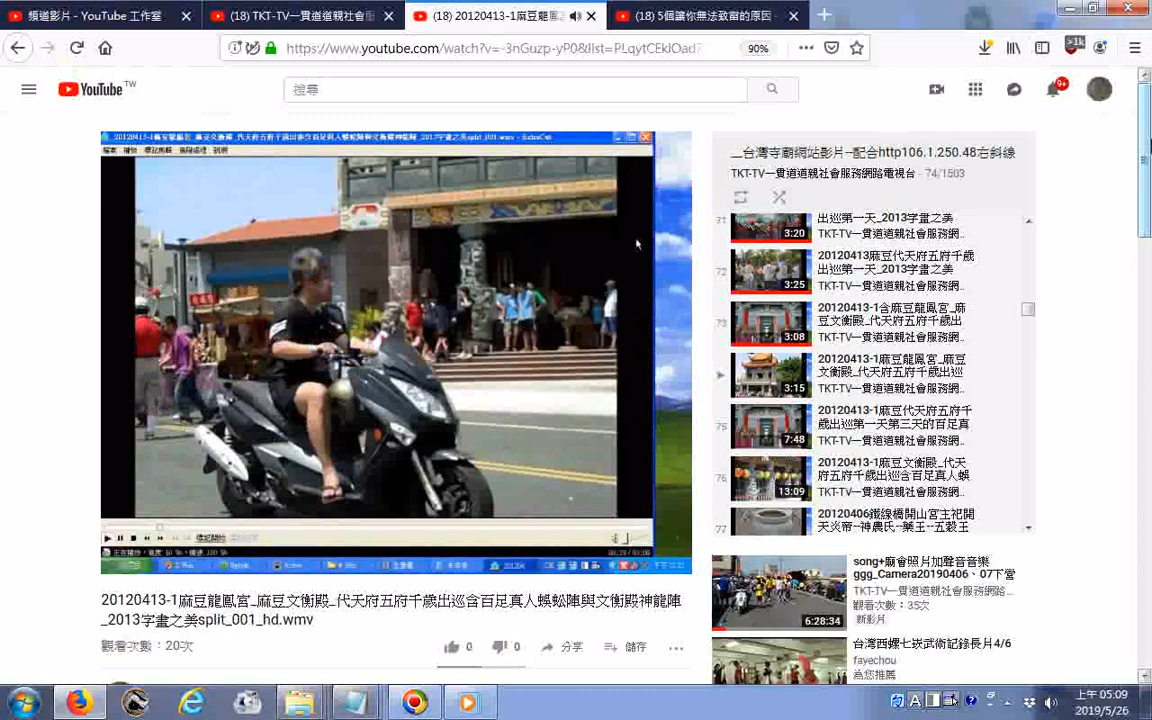 頻道影片 - YouTube 工作室
(18) TKT-TV一貫道道親社會
(18) 20120413-1麻豆龍鳳
(18) 5個讓你無法致富的原因
https://www.youtube.com/watch?v=-3nGuzp-yP0&list=PLqytCEklOad7
90%
>1k
YouTube TW
搜尋
9+
__台灣寺廟網站影片--配合http106.1.250.48右斜線
TKT-TV一貫道道親社會服務網路電視台 - 74/1503
71
出巡第一天_2013字畫之美
3:20
TKT-TV一貫道道親社會服務網..
72
20120413麻豆代天府五府千歲
出巡第一天_2013字畫之美
3:25
TKT-TV一貫道道親社會服務網..
73
20120413-1含麻豆龍鳳宮_麻
豆文衡殿_代天府五府千歲出
3:08
TKT-TV一貫道道親社會服務網..
20120413-1麻豆龍鳳宮_麻豆
文衡殿_代天府五府千歲出巡
3:15
TKT-TV一貫道道親社會服務網..
75
20120413-1麻豆代天府五府千
歲出巡第一天第三天的百足真
7:48
TKT-TV一貫道道親社會服務網..
76
20120413-1麻豆文衡殿_代天
府五府千歲出巡含百足真人蜈
13:09
TKT-TV一貫道道親社會服務網..
77
20120406鐵線橋開山宮主祀開
天炎帝--神農氏--藥王--五穀王
20120413-1麻豆龍鳳宮_麻豆文衡殿_代天府五府千歲出巡含百足真人蜈蚣陣與文衡殿神龍陣
_2013字畫之美split_001_hd.wmv
觀看次數：20次
0
0
分享
儲存
song+廟會照片加聲音音樂
ggg_Camera20190406、07下營
TKT-TV一貫道道親社會服務網路...
觀看次數：35次
新影片
6:28:34
台灣西螺七崁武術記錄長片4/6
fayechou
為您推薦
A
上午 05:09
2019/5/26